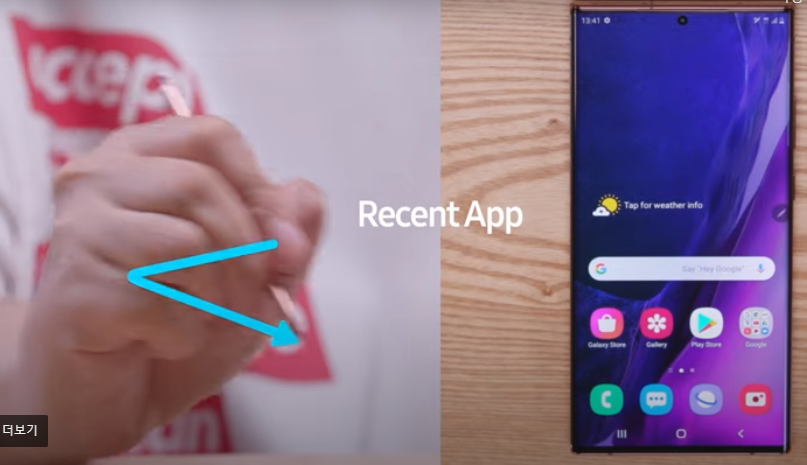 accep
Recent App
13:41
Tap for weather info
Say "Hey Google"
Galaxy Store
Gallery
Play Store
Google
더보기